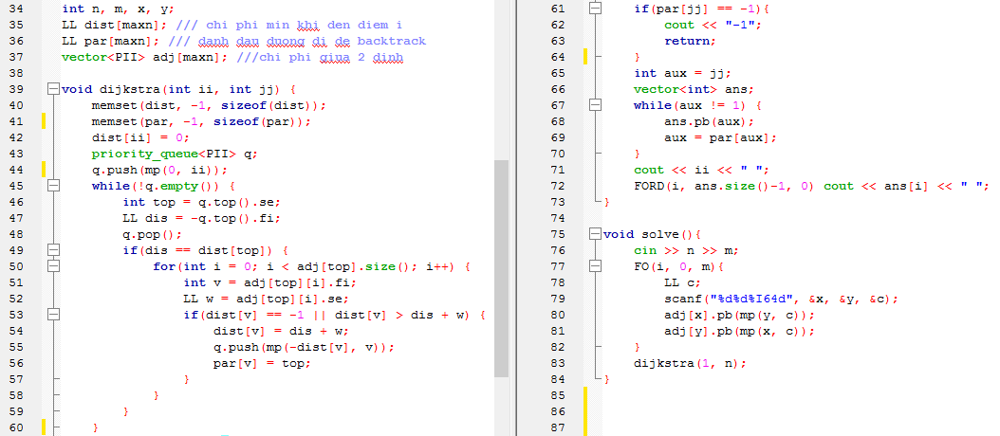 34 int n, m, x, y;
35 LL dist[maxn]; /// chi phi min khi den diem i
36 LL par[maxn]; /// danh dau duong di de backtrack
37 vector<PII> adj[maxn]; ///chi phi giua 2 dinh
38
39 void dijkstra(int ii, int jj) {
40 memset(dist, -1, sizeof(dist));
41 memset(par, -1, sizeof(par));
42 dist[ii] = 0;
43 priority_queue<PII> q;
44 q.push(mp(0, ii));
45 while(!q.empty()) {
46 int top = q.top().se;
47 LL dis = -q.top().fi;
48 q.pop();
49 if(dis == dist[top]) {
50 for(int i = 0; i < adj[top].size(); i++) {
51 int v = adj[top][i].fi;
52 LL w = adj[top][i].se;
53 if(dist[v] == -1 || dist[v] > dis + w) {
54 dist[v] = dis + w;
55 q.push(mp(-dist[v], v));
56 par[v] = top;
57 }
58 }
59 }
60 }
61 if(par[jj] == -1){
62 cout << "-1";
63 return;
64 }
65 int aux = jj;
66 vector<int> ans;
67 while(aux != 1) {
68 ans.pb(aux);
69 aux = par[aux];
70 }
71 cout << ii << " ";
72 FORD(i, ans.size()-1, 0) cout << ans[i] << " ";
73 }
74
75 void solve(){
76 cin >> n >> m;
77 FO(i, 0, m){
78 LL c;
79 scanf("%d%d%I64d", &x, &y, &c);
80 adj[x].pb(mp(y, c));
81 adj[y].pb(mp(x, c));
82 }
83 dijkstra(1, n);
84 }
85
86
87